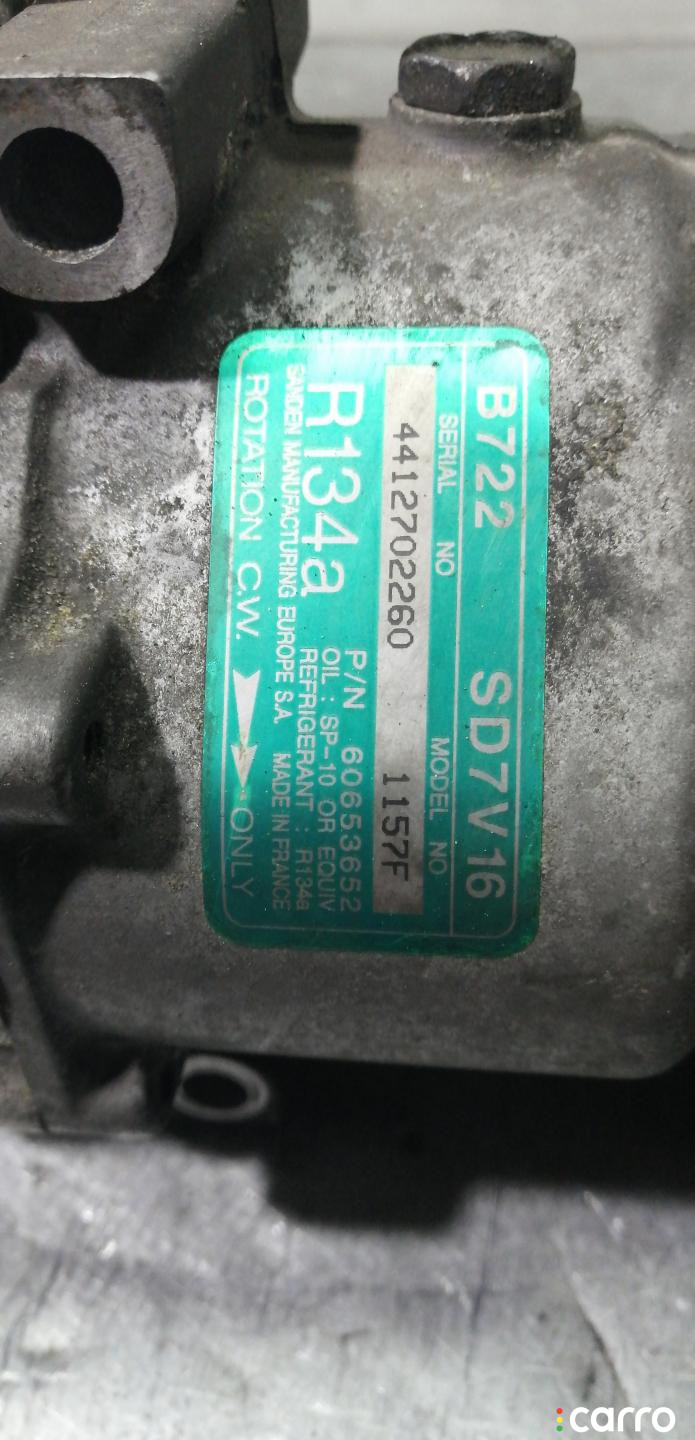 B722 SD7V16
SERIAL NO MODEL NO
4412702260 1157F
R134a
P/N 60653652
OIL : SP-10 OR EQUIV
REFRIGERANT : R134a
SANDEN MANUFACTURING EUROPE S.A. MADE IN FRANCE
ROTATION C.W. ONLY
carro